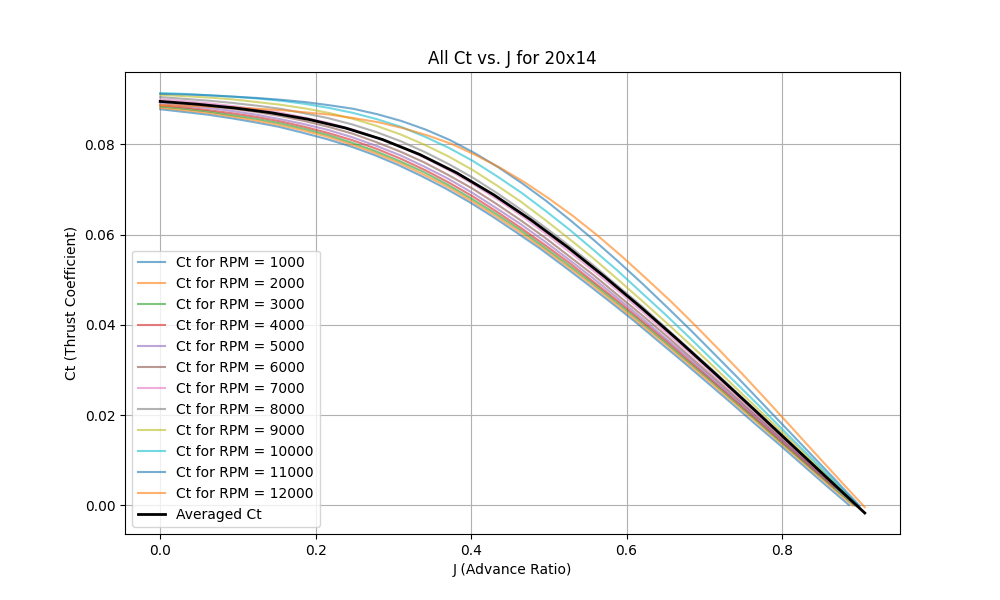 All Ct vs. J for 20x14
Ct (Thrust Coefficient)
0.08
0.06
0.04
0.02
0.00
Ct for RPM = 1000
Ct for RPM = 2000
Ct for RPM = 3000
Ct for RPM = 4000
Ct for RPM = 5000
Ct for RPM = 6000
Ct for RPM = 7000
Ct for RPM = 8000
Ct for RPM = 9000
Ct for RPM = 10000
Ct for RPM = 11000
Ct for RPM = 12000
Averaged Ct
0.0 0.2 0.4 0.6 0.8
J (Advance Ratio)